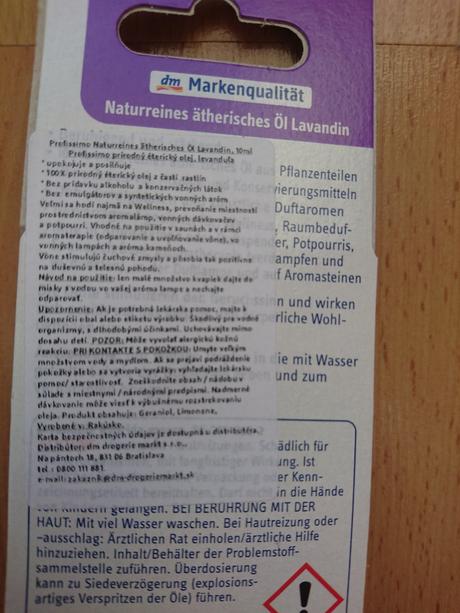 dm Markenqualität
Naturreines ätherisches Öl Lavandin
Profissimo Naturreines Ätherisches Öl Lavandin, 10ml
Profissimo prírodný éterický olej, levanduľa
* upokojuje a posilňuje
* 100% prírodný éterický olej z častí rastlín
* Bez prídavku alkoholu a konzervačných látok
* Bez emulgátorov a syntetických vonných aróm
Veľmi sa hodí najmä na Wellness, prevoňanie miestností
prostredníctvom aromalámp, vonných dávkovačov
a potpourri. Vhodné na použitie v saunách a v rámci
aromaterapie (odparovanie a uvoľňovanie vône), vo
vonných lampách a aróma kameňoch.
Vône stimulujú čuchové zmysly a pôsobia tak pozitívne
na duševnú a telesnú pohodu.
Návod na použitie: len malé množstvo kvapiek dajte do
misky s vodou vo vašej aróma lampe a nechajte
odparovať.
Upozornenie: Ak je potrebná lekárska pomoc, majte k
dispozícii obal alebo etiketu výrobku. Škodlivý pre vodné
organizmy, s dlhodobými účinkami. Uchovávajte mimo
dosahu detí. POZOR: Môže vyvolať alergickú kožnú
reakciu. PRI KONTAKTE S POKOŽKOU: Umyte veľkým
množstvom vody a mydlom. Ak sa prejaví podráždenie
pokožky alebo sa vytvoria vyrážky: vyhľadajte lekársku
pomoc/ starostlivosť. Zneškodnite obsah / nádobu v
súlade s miestnymi / národnými predpismi. Nadmerné
dávkovanie môže viesť k výbušnému rozstrekovaniu
oleja. Produkt obsahuje: Geraniol, Limonene,
Vyrobené v: Rakúsko.
Karta bezpečnostných údajov je dostupná u distribútora.
Distribútor: dm drogerie markt s.r.o.,
Na pántoch 18, 831 06 Bratislava
tel.: 0800 111 881
e-mail: zakaznik@dm-drogeriemarkt.sk
Pflanzenteilen
vierungsmitteln
Duftaromen
, Raumbeduf-
er, Potpourris,
ampfen und
Aromasteinen
n und wirken
erliche Wohl-
die mit Wasser
und zum
Schädlich für
Ist
oder Kenn-
in die Hände
von Kindern gelangen. BEI BERÜHRUNG MIT DER
HAUT: Mit viel Wasser waschen. Bei Hautreizung oder
-ausschlag: Ärztlichen Rat einholen/ärztliche Hilfe
hinzuziehen. Inhalt/Behälter der Problemstoff-
sammelstelle zuführen. Überdosierung
kann zu Siedeverzögerung (explosions-
artiges Verspritzen der Öle) führen.